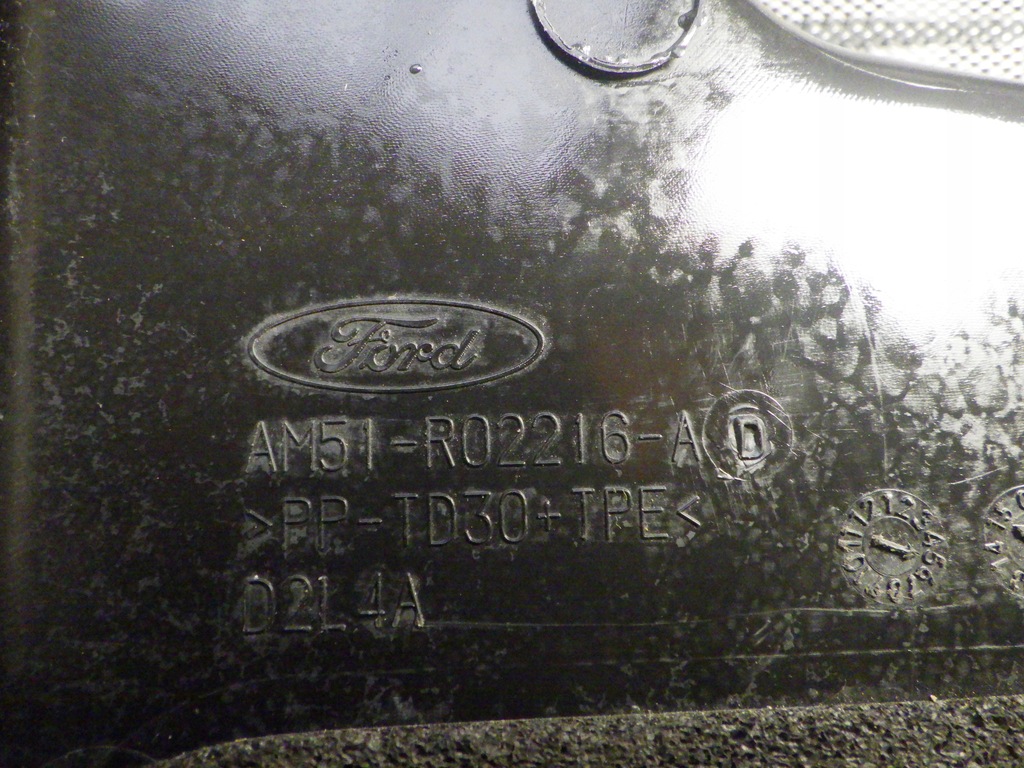 Ford
AM51-R02216-AD
>PP-TD30+TPE<
D2L4A